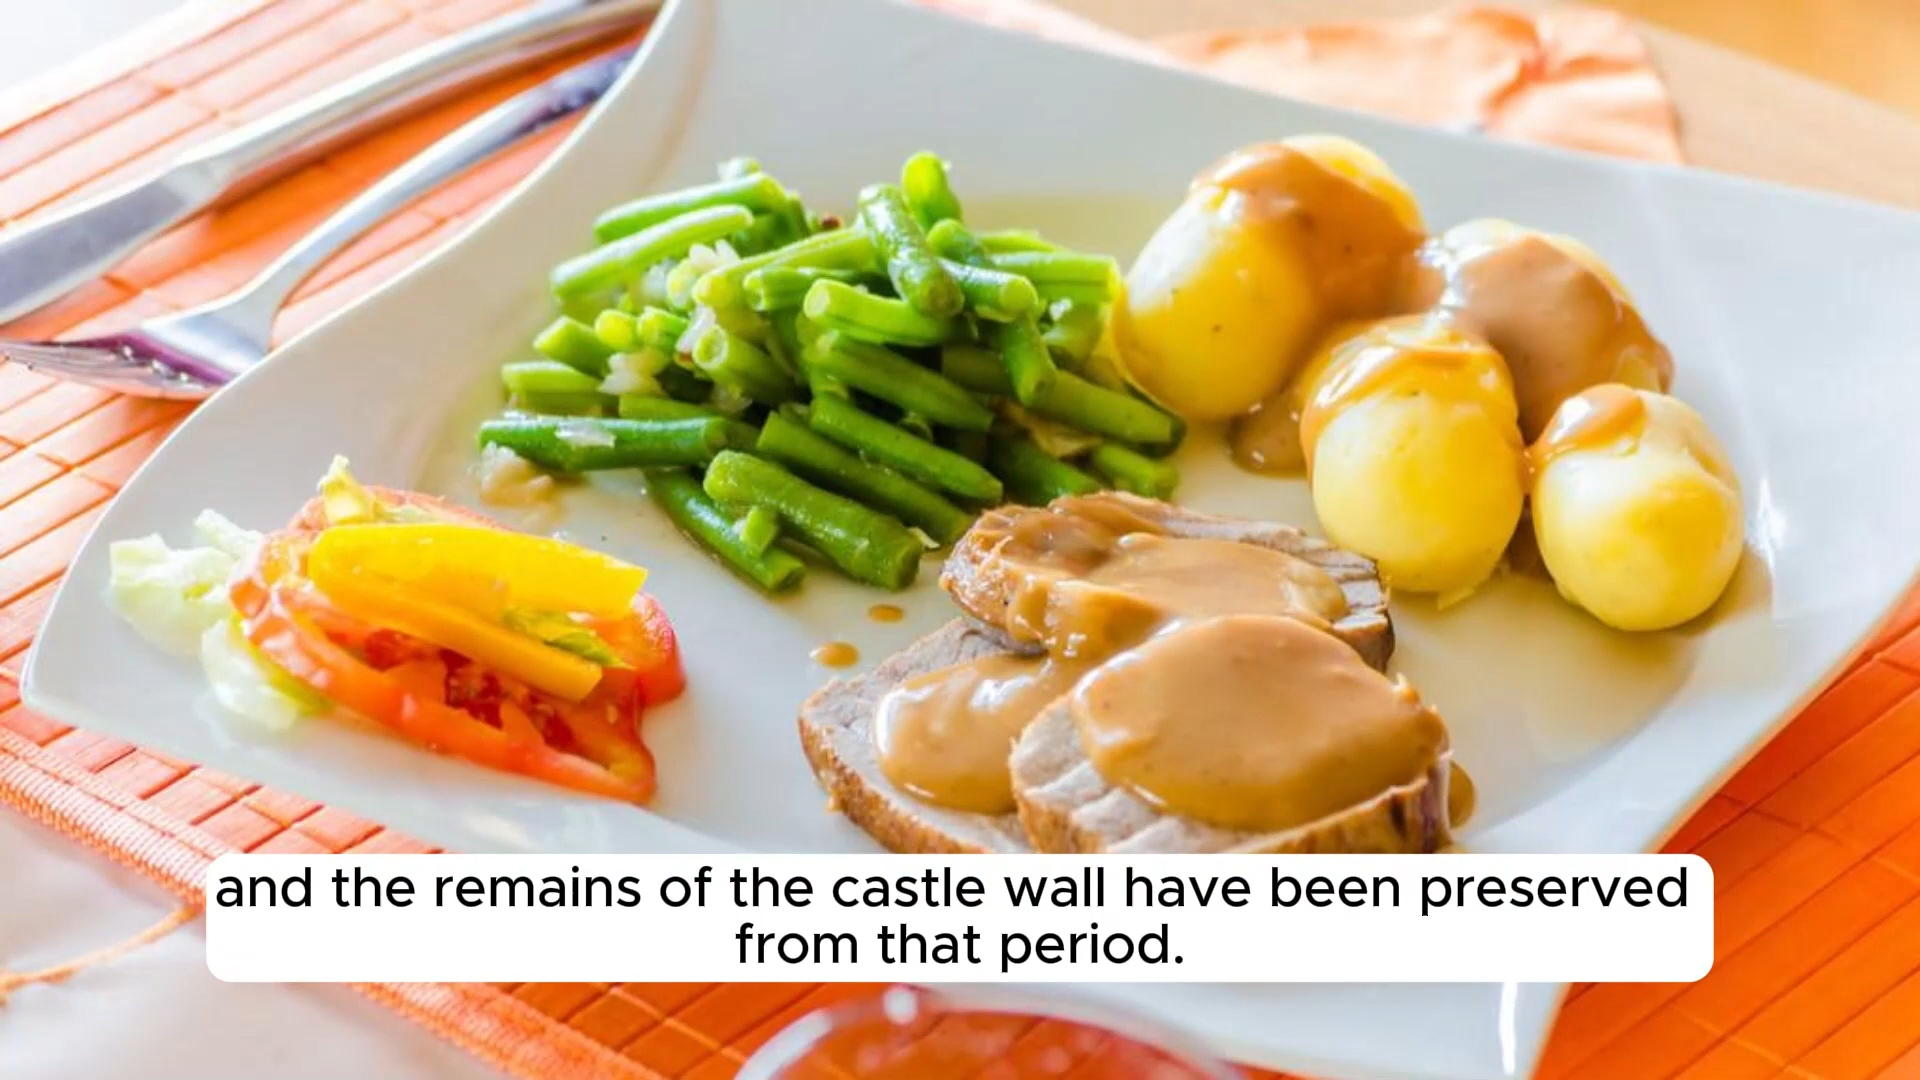 and the remains of the castle wall have been preserved
from that period.